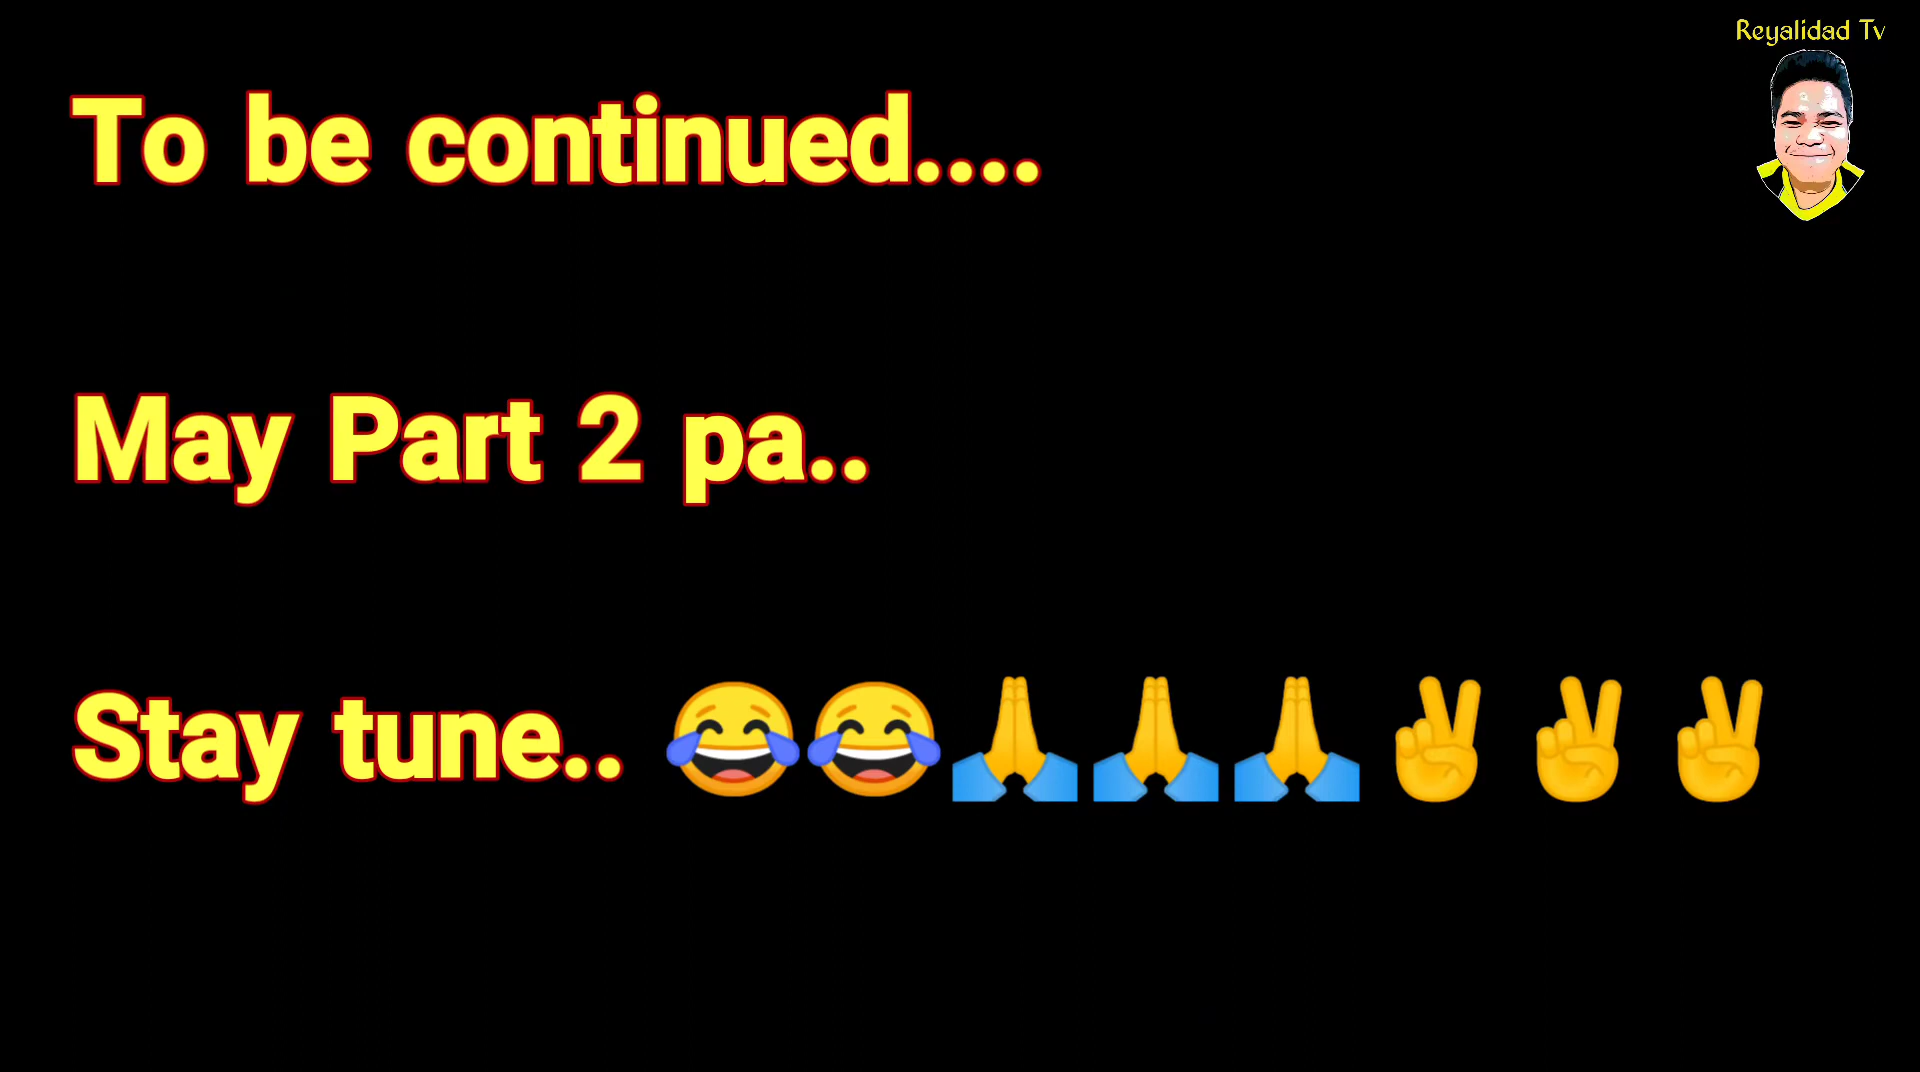 Reyalidad Tv
To be continued....
May Part 2 pa..
Stay tune.. 😂😂🙏🙏🙏✌✌✌